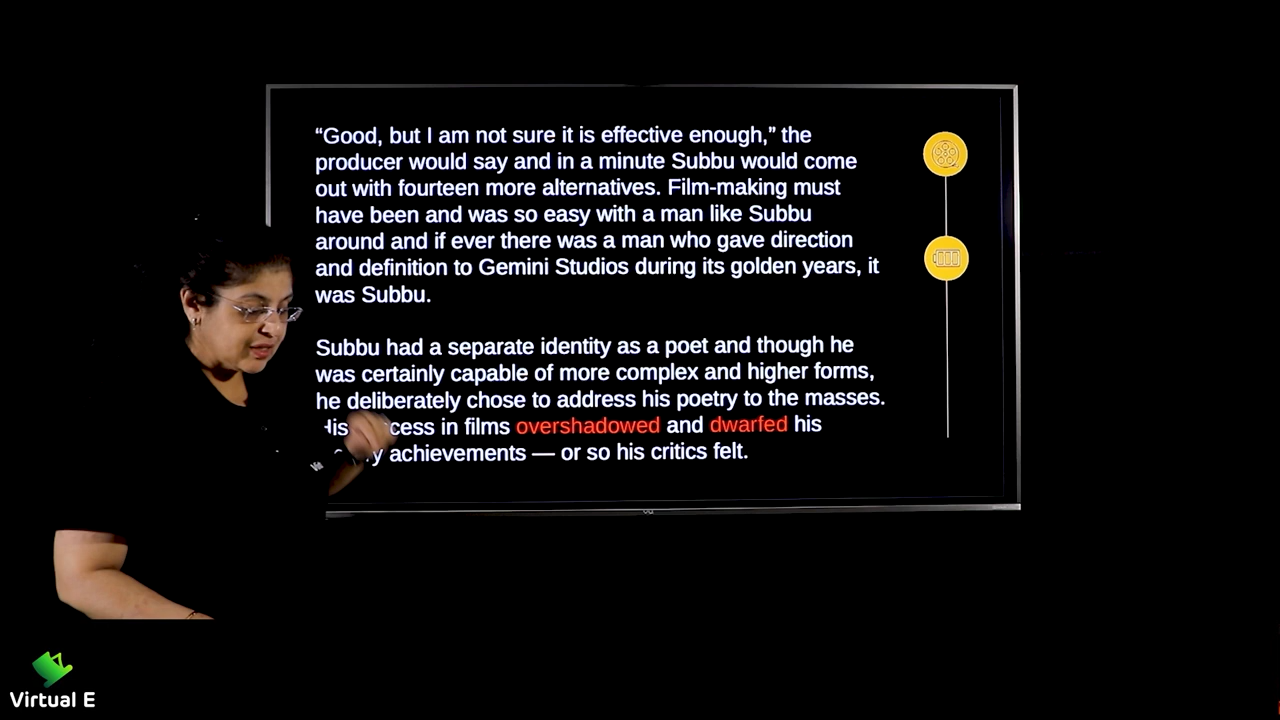 “Good, but I am not sure it is effective enough,” the
producer would say and in a minute Subbu would come
out with fourteen more alternatives. Film-making must
have been and was so easy with a man like Subbu
around and if ever there was a man who gave direction
and definition to Gemini Studios during its golden years, it
was Subbu.
Subbu had a separate identity as a poet and though he
was certainly capable of more complex and higher forms,
he deliberately chose to address his poetry to the masses.
in films overshadowed and dwarfed his
achievements — or so his critics felt.
Virtual E